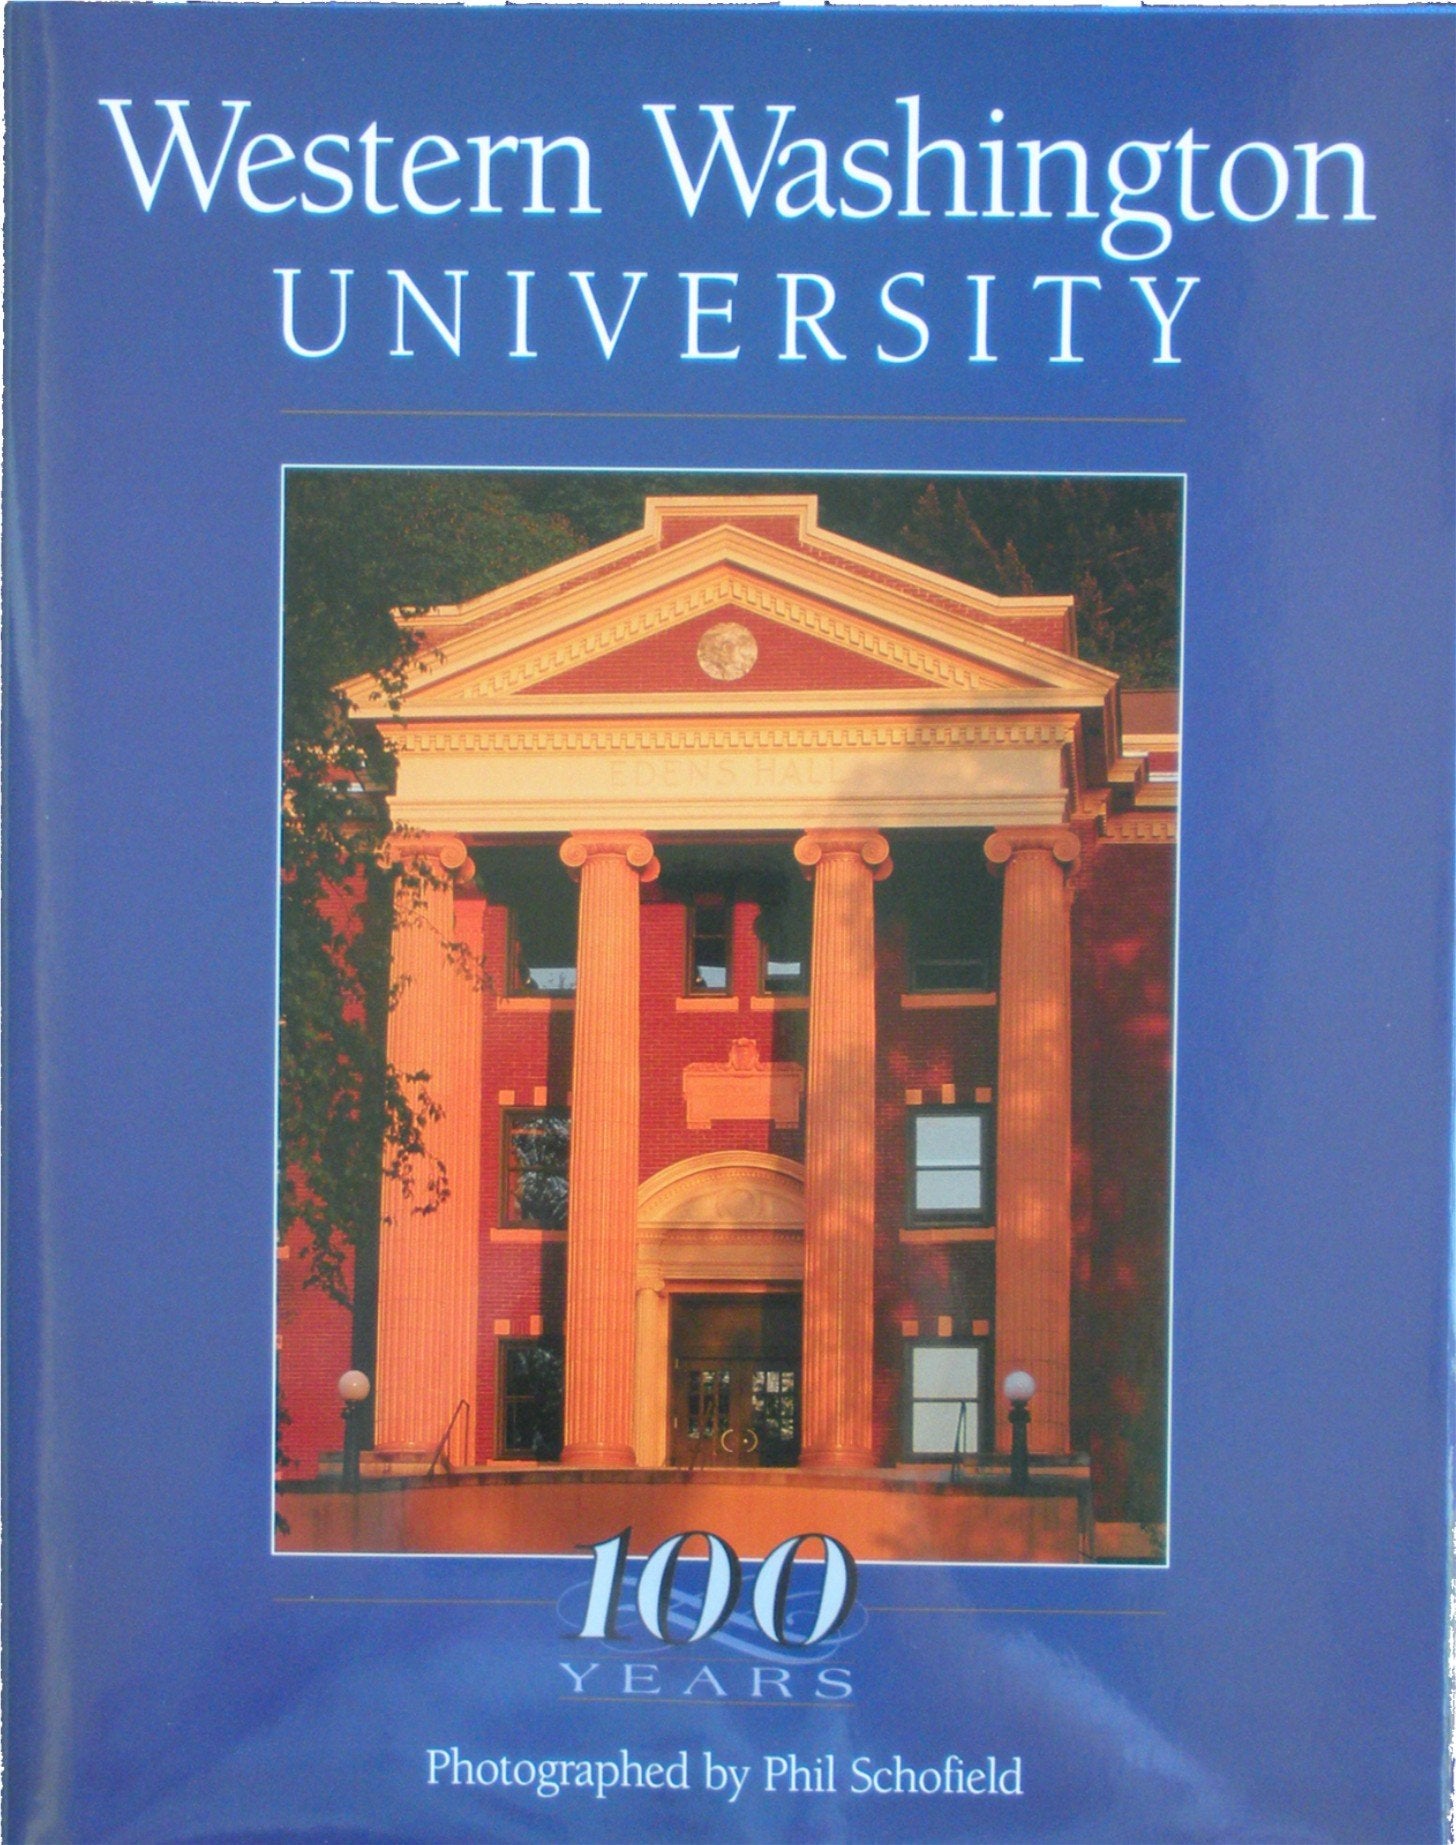 Western Washington
UNIVERSITY
EDENS HALL
100
YEARS
Photographed by Phil Schofield